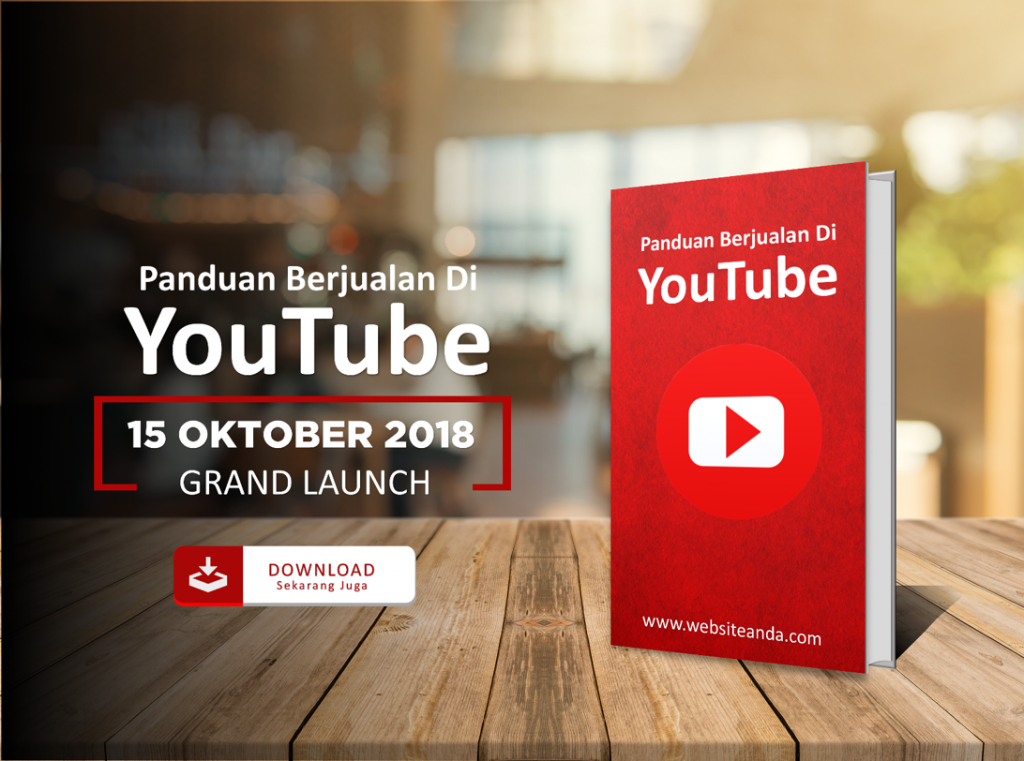 Panduan Berjualan Di
YouTube
15 OKTOBER 2018
GRAND LAUNCH
DOWNLOAD
Sekarang Juga
Panduan Berjualan Di
YouTube
www.websiteanda.com